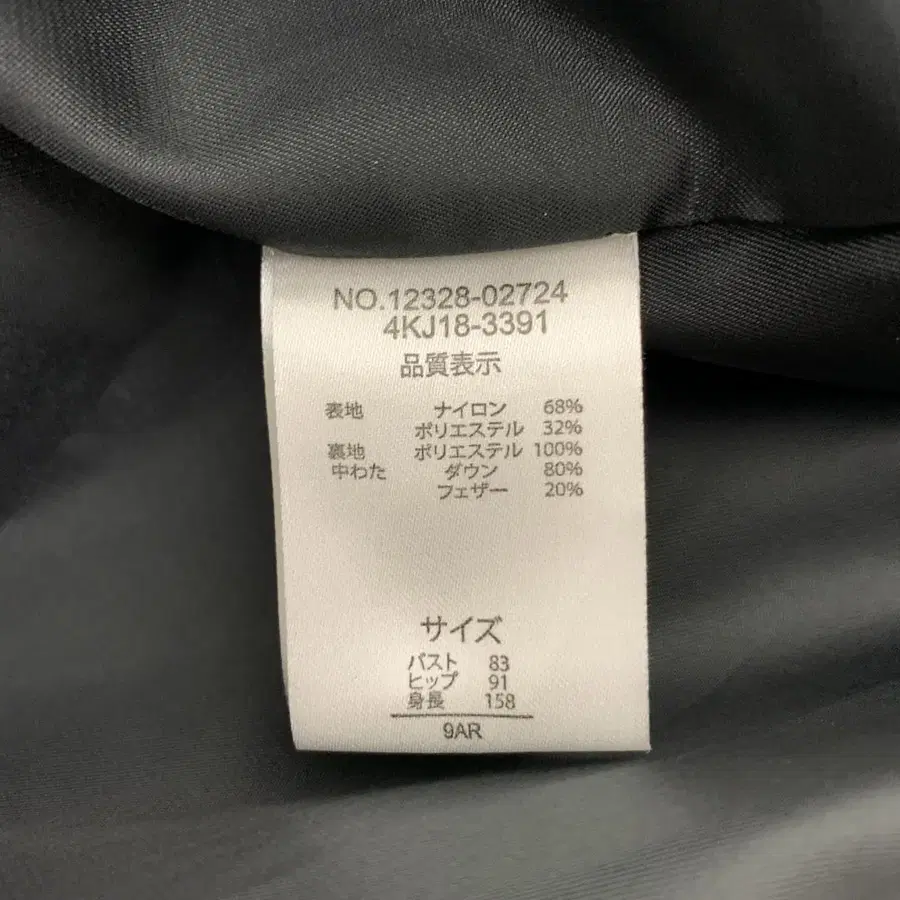 NO.12328-02724
4KJ18-3391
品質表示
表地 ナイロン 68%
ポリエステル 32%
裏地 ポリエステル 100%
中わた ダウン 80%
フェザー 20%
サイズ
バスト 83
ヒップ 91
身長 158
9AR